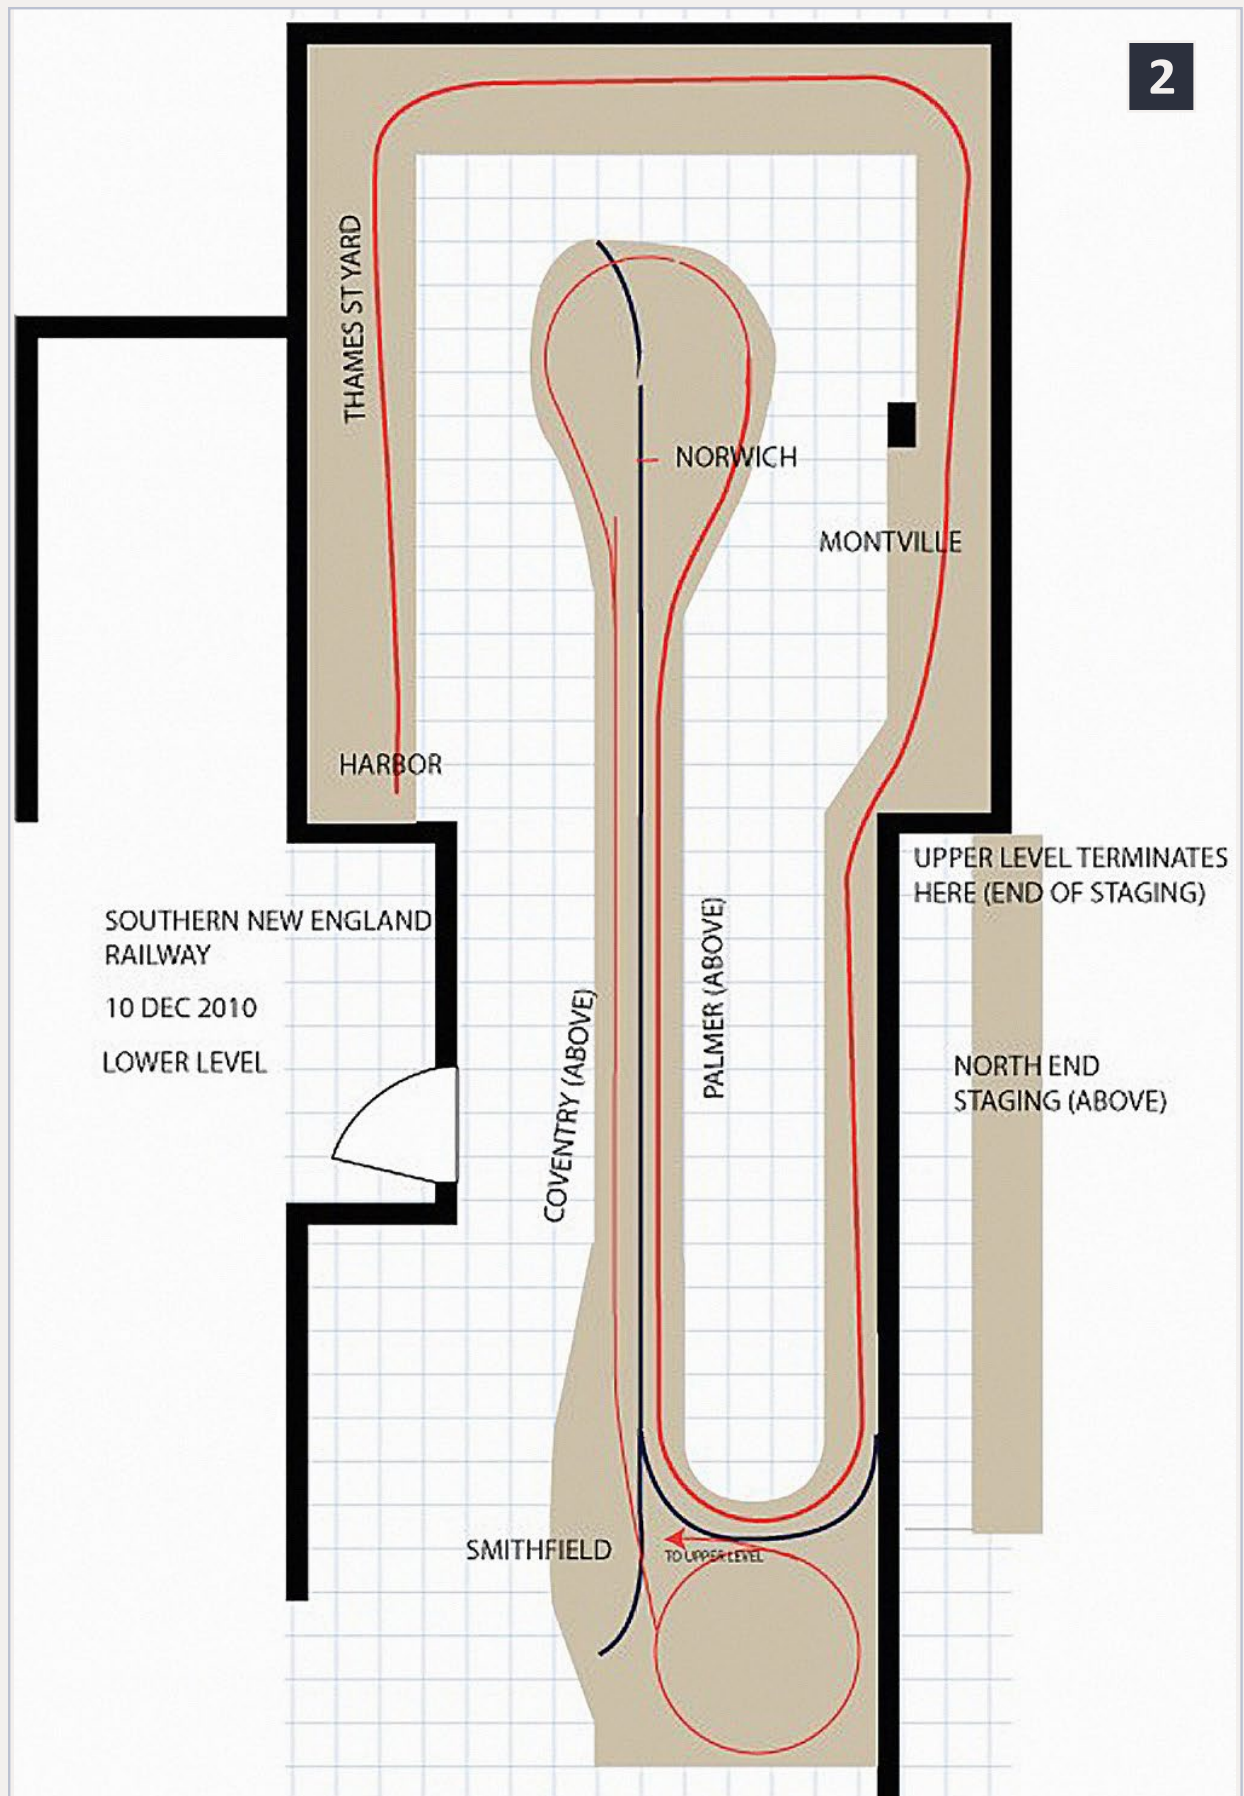 2
THAMES ST YARD
NORWICH
MONTVILLE
HARBOR
UPPER LEVEL TERMINATES
HERE (END OF STAGING)
SOUTHERN NEW ENGLAND
RAILWAY
10 DEC 2010
LOWER LEVEL
COVENTRY (ABOVE)
PALMER (ABOVE)
NORTH END
STAGING (ABOVE)
SMITHFIELD
TO UPPER LEVEL